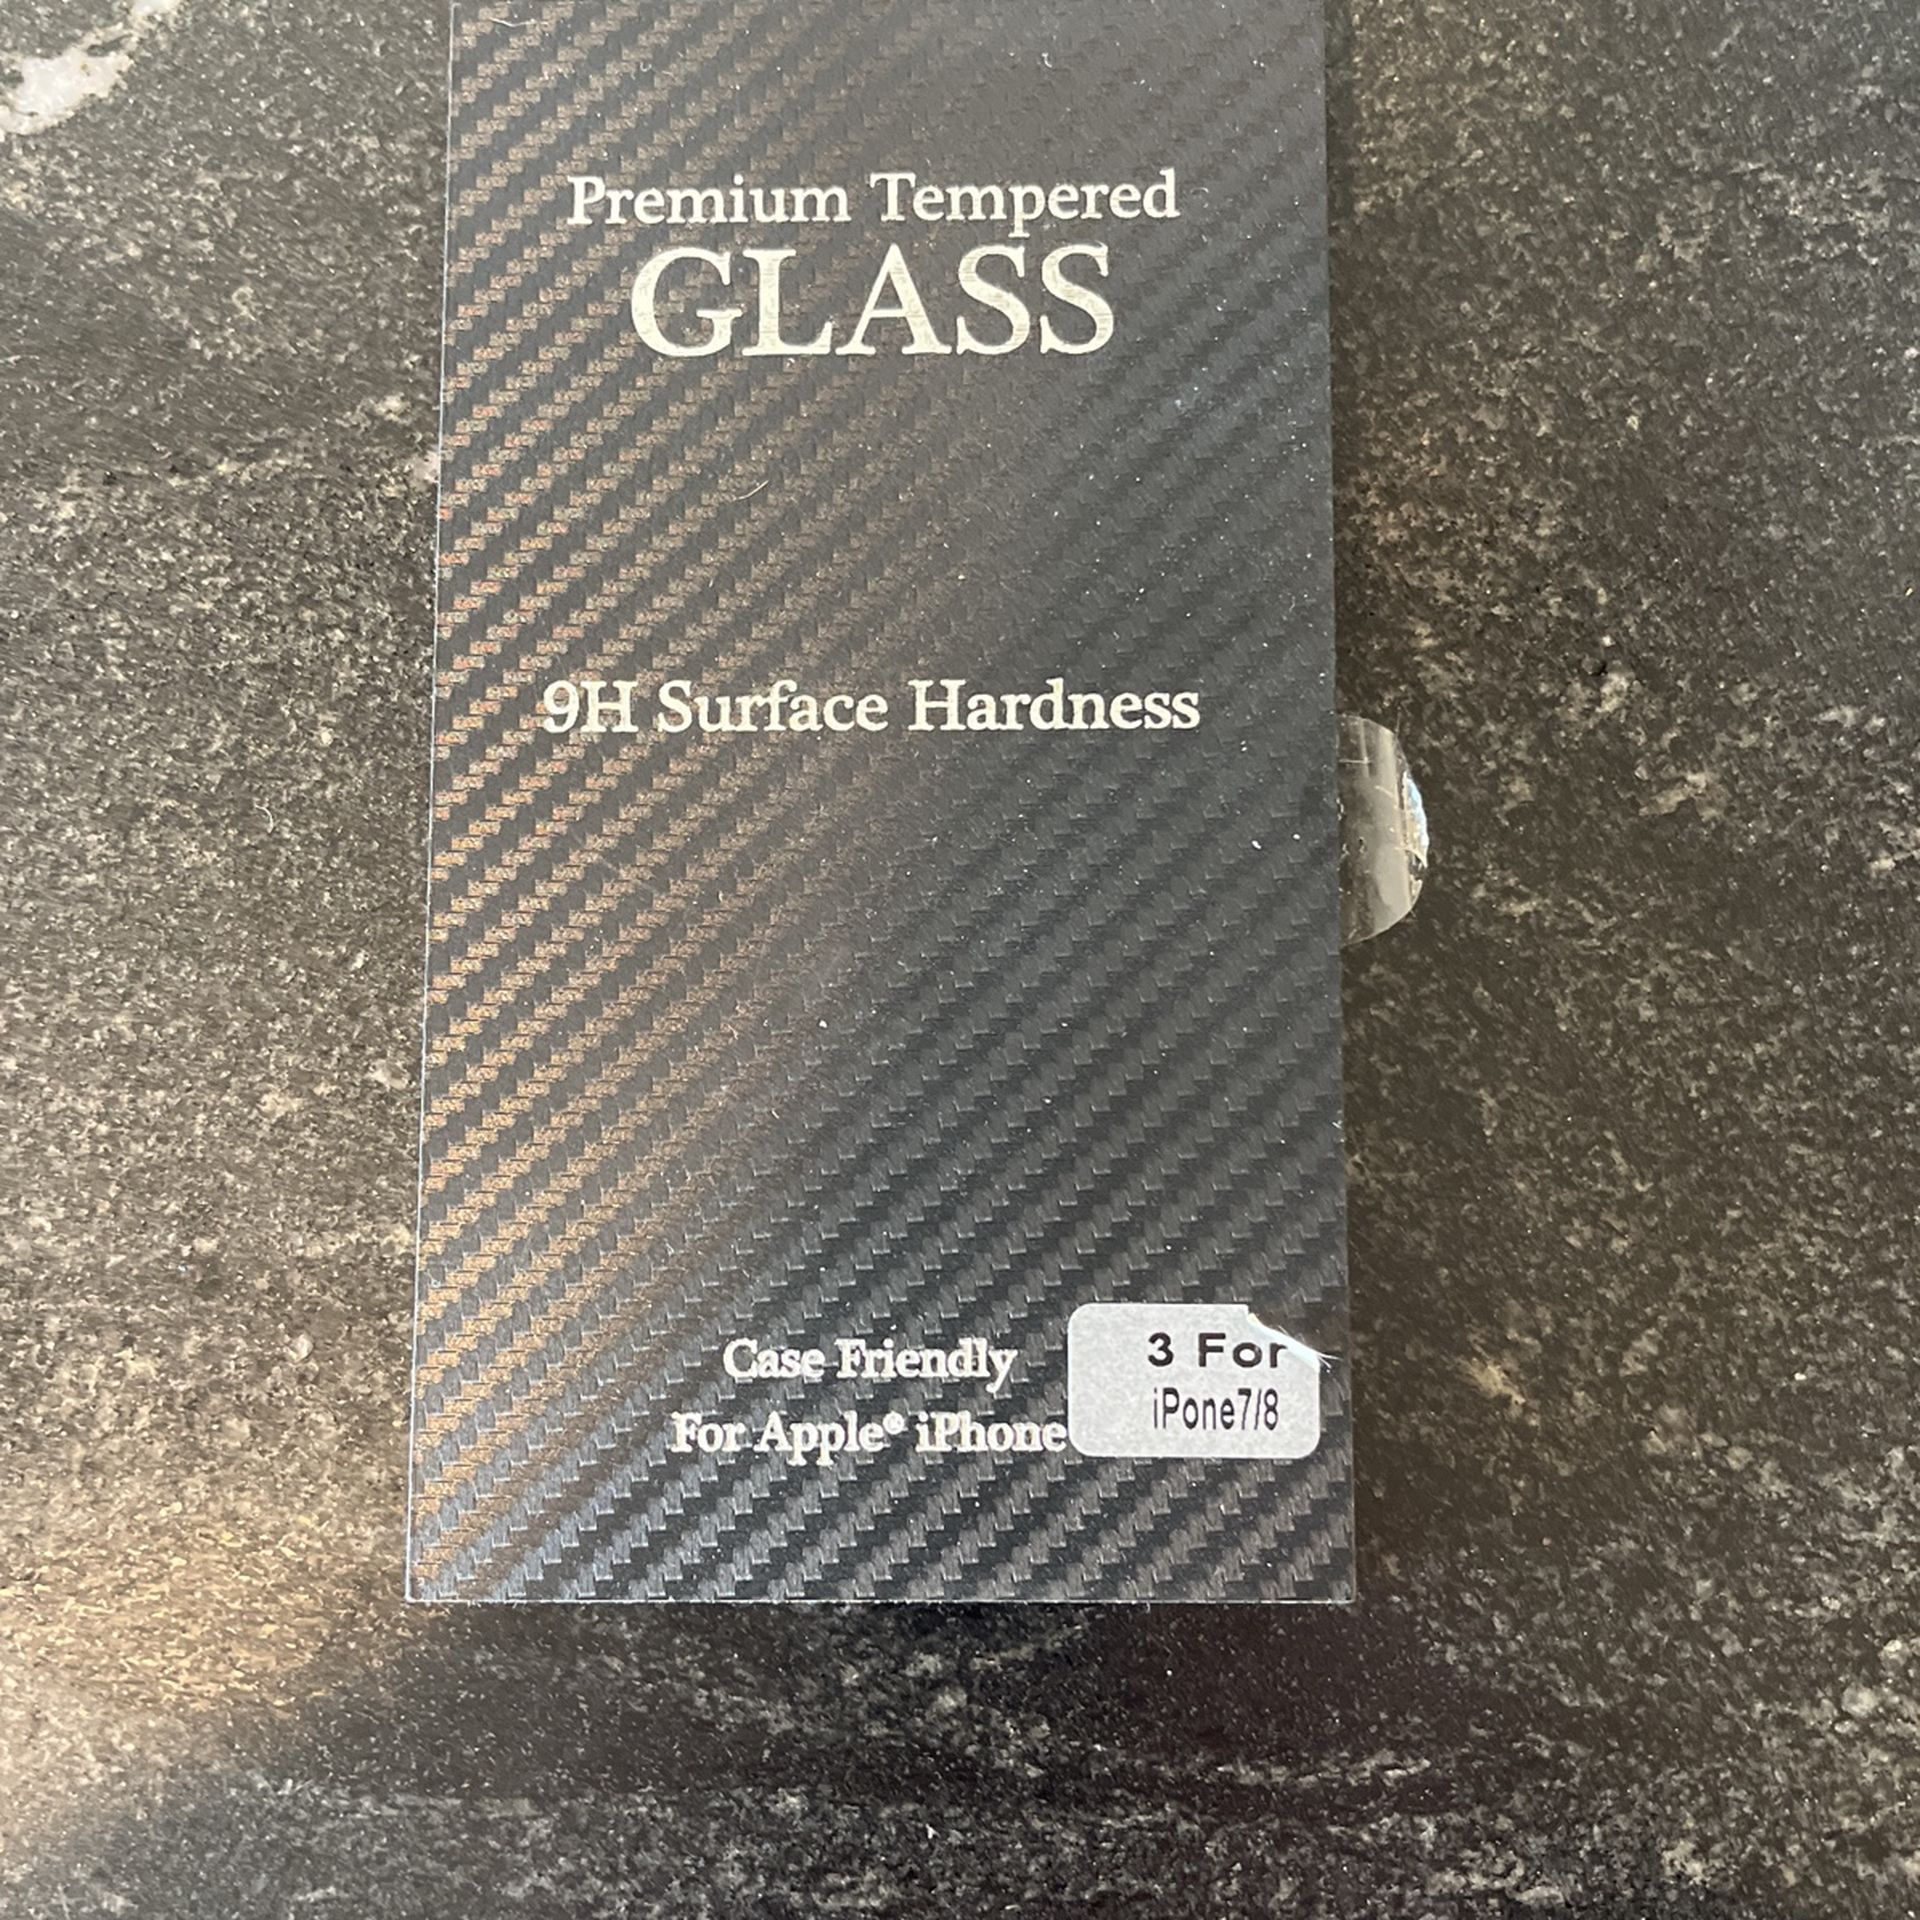 Premium Tempered
GLASS
9H Surface Hardness
Case Friendly
For Apple® iPhone
3 For
iPone7/8